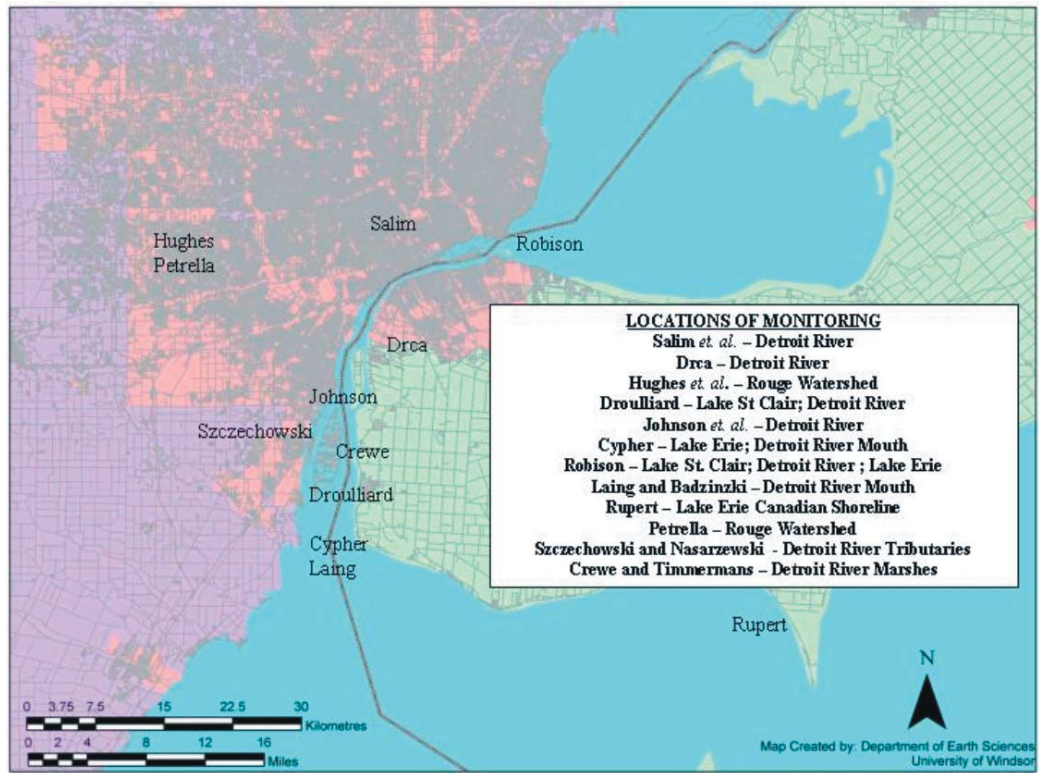 Salim
Hughes
Petrella
Robison
Drca
Johnson
Szczechowski
Crewe
Droulliard
Cypher
Laing
Rupert
LOCATIONS OF MONITORING
Salim et. al. – Detroit River
Drca – Detroit River
Hughes et. al. – Rouge Watershed
Droulliard – Lake St Clair; Detroit River
Johnson et. al. – Detroit River
Cypher – Lake Erie; Detroit River Mouth
Robison – Lake St. Clair; Detroit River ; Lake Erie
Laing and Badzinzki – Detroit River Mouth
Rupert – Lake Erie Canadian Shoreline
Petrella – Rouge Watershed
Szczechowski and Nasarzewski - Detroit River Tributaries
Crewe and Timmermans – Detroit River Marshes
N
0 3.75 7.5 15 22.5 30
Kilometres
0 2 4 8 12 16
Miles
Map Created by: Department of Earth Sciences
University of Windsor